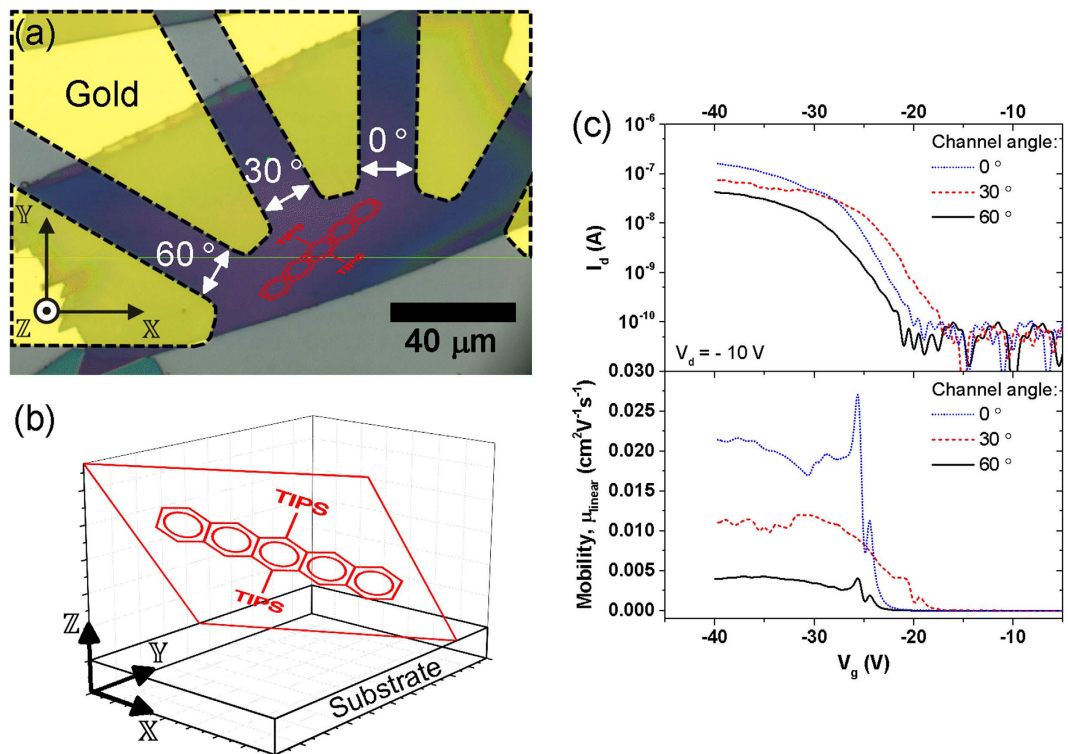 (a)
Gold
0 °
30 °
60 °
TIPS
TIPS
Y
Z
X
40 μm
(b)
TIPS
TIPS
Z
Y
X
Substrate
(c)
-40 -30 -20 -10
10⁻⁶
10⁻⁷
10⁻⁸
10⁻⁹
10⁻¹⁰
I_d (A)
Channel angle:
0 °
30 °
60 °
V_d = - 10 V
0.030
0.025
0.020
0.015
0.010
0.005
0.000
Mobility, μ_linear (cm²V⁻¹s⁻¹)
Channel angle:
0 °
30 °
60 °
-40 -30 -20 -10
V_g (V)